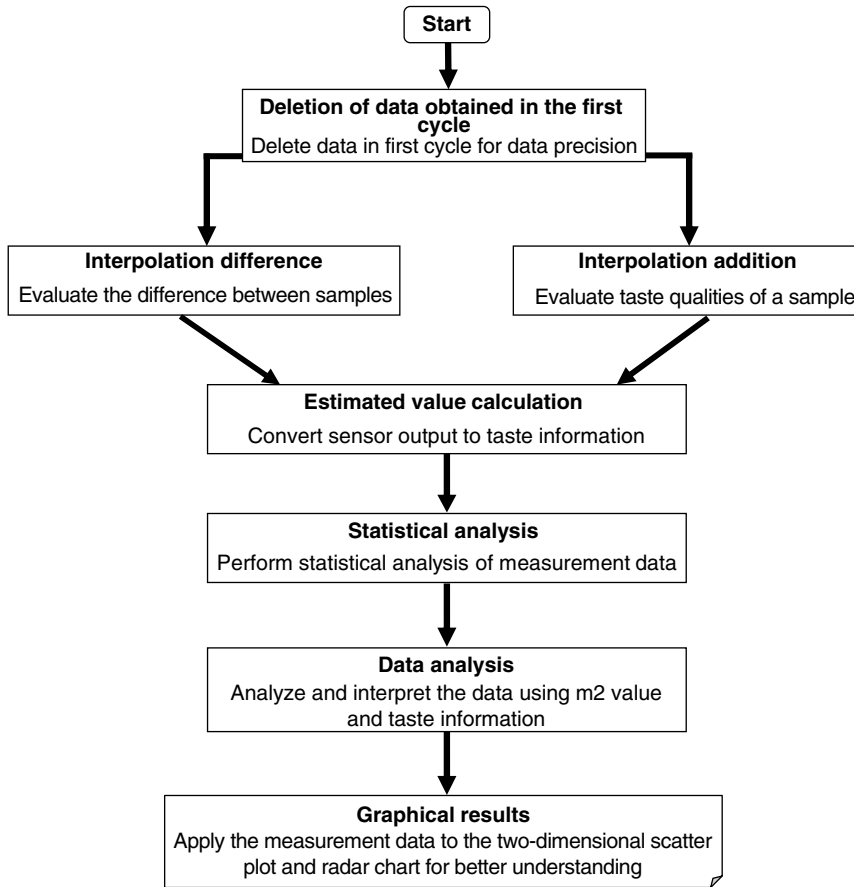 Start
Deletion of data obtained in the first
cycle
Delete data in first cycle for data precision
Interpolation difference
Evaluate the difference between samples
Interpolation addition
Evaluate taste qualities of a sample
Estimated value calculation
Convert sensor output to taste information
Statistical analysis
Perform statistical analysis of measurement data
Data analysis
Analyze and interpret the data using m2 value
and taste information
Graphical results
Apply the measurement data to the two-dimensional scatter
plot and radar chart for better understanding